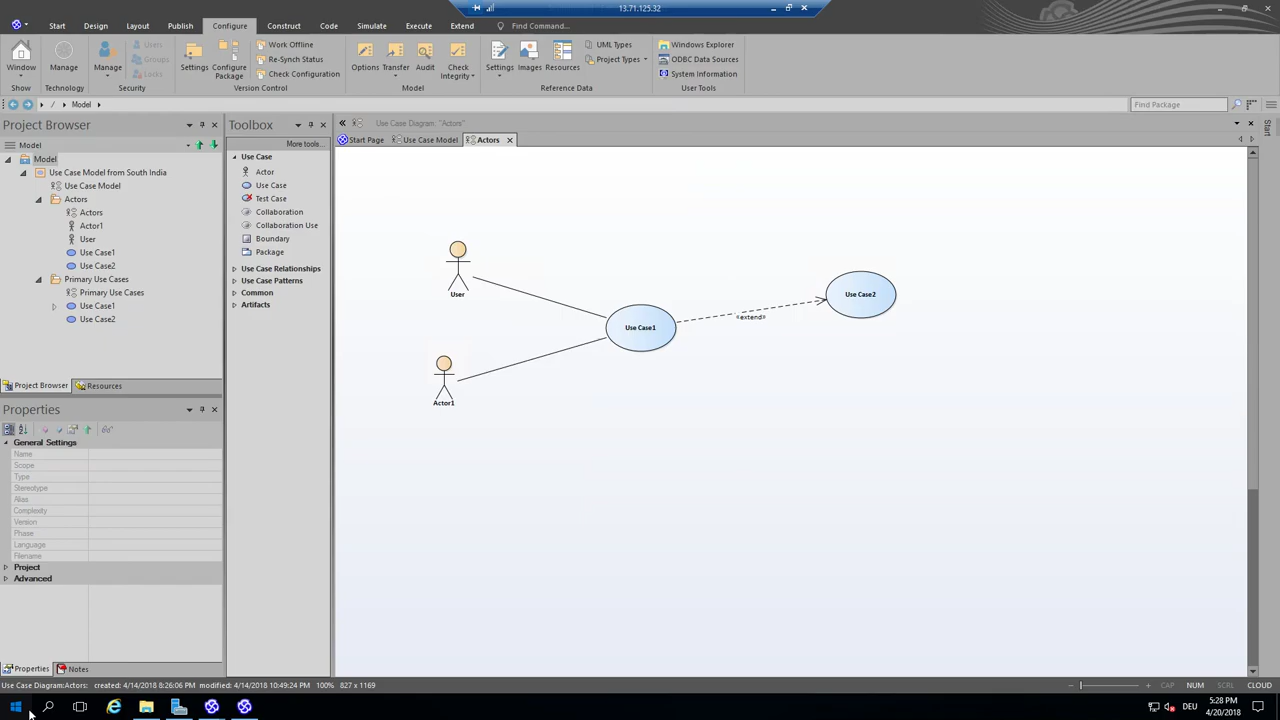 13.71.125.32
Start Design Layout Publish Configure Construct Code Simulate Execute Extend Find Command...
Window
Show
Manage
Technology
Manage
Users
Groups
Locks
Security
Settings
Configure Package
Work Offline
Re-Synch Status
Check Configuration
Version Control
Options
Transfer
Audit
Check Integrity
Model
Settings
Images
Resources
UML Types
Project Types
Reference Data
Windows Explorer
ODBC Data Sources
System Information
User Tools
/ Model
Find Package
Project Browser
Model
Model
Use Case Model from South India
Use Case Model
Actors
Actors
Actor1
User
Use Case1
Use Case2
Primary Use Cases
Primary Use Cases
Use Case1
Use Case2
Project Browser Resources
Properties
General Settings
Name
Scope
Type
Stereotype
Alias
Complexity
Version
Phase
Language
Filename
Project
Advanced
Properties Notes
Toolbox
More tools...
Use Case
Actor
Use Case
Test Case
Collaboration
Collaboration Use
Boundary
Package
Use Case Relationships
Use Case Patterns
Common
Artifacts
Use Case Diagram: "Actors"
Start Page Use Case Model Actors
User
Actor1
Use Case1
«extend»
Use Case2
Start
Use Case Diagram:Actors: created: 4/14/2018 8:26:06 PM modified: 4/14/2018 10:49:24 PM 100% 827 x 1169
CAP NUM SCRL CLOUD
DEU
5:28 PM
4/20/2018